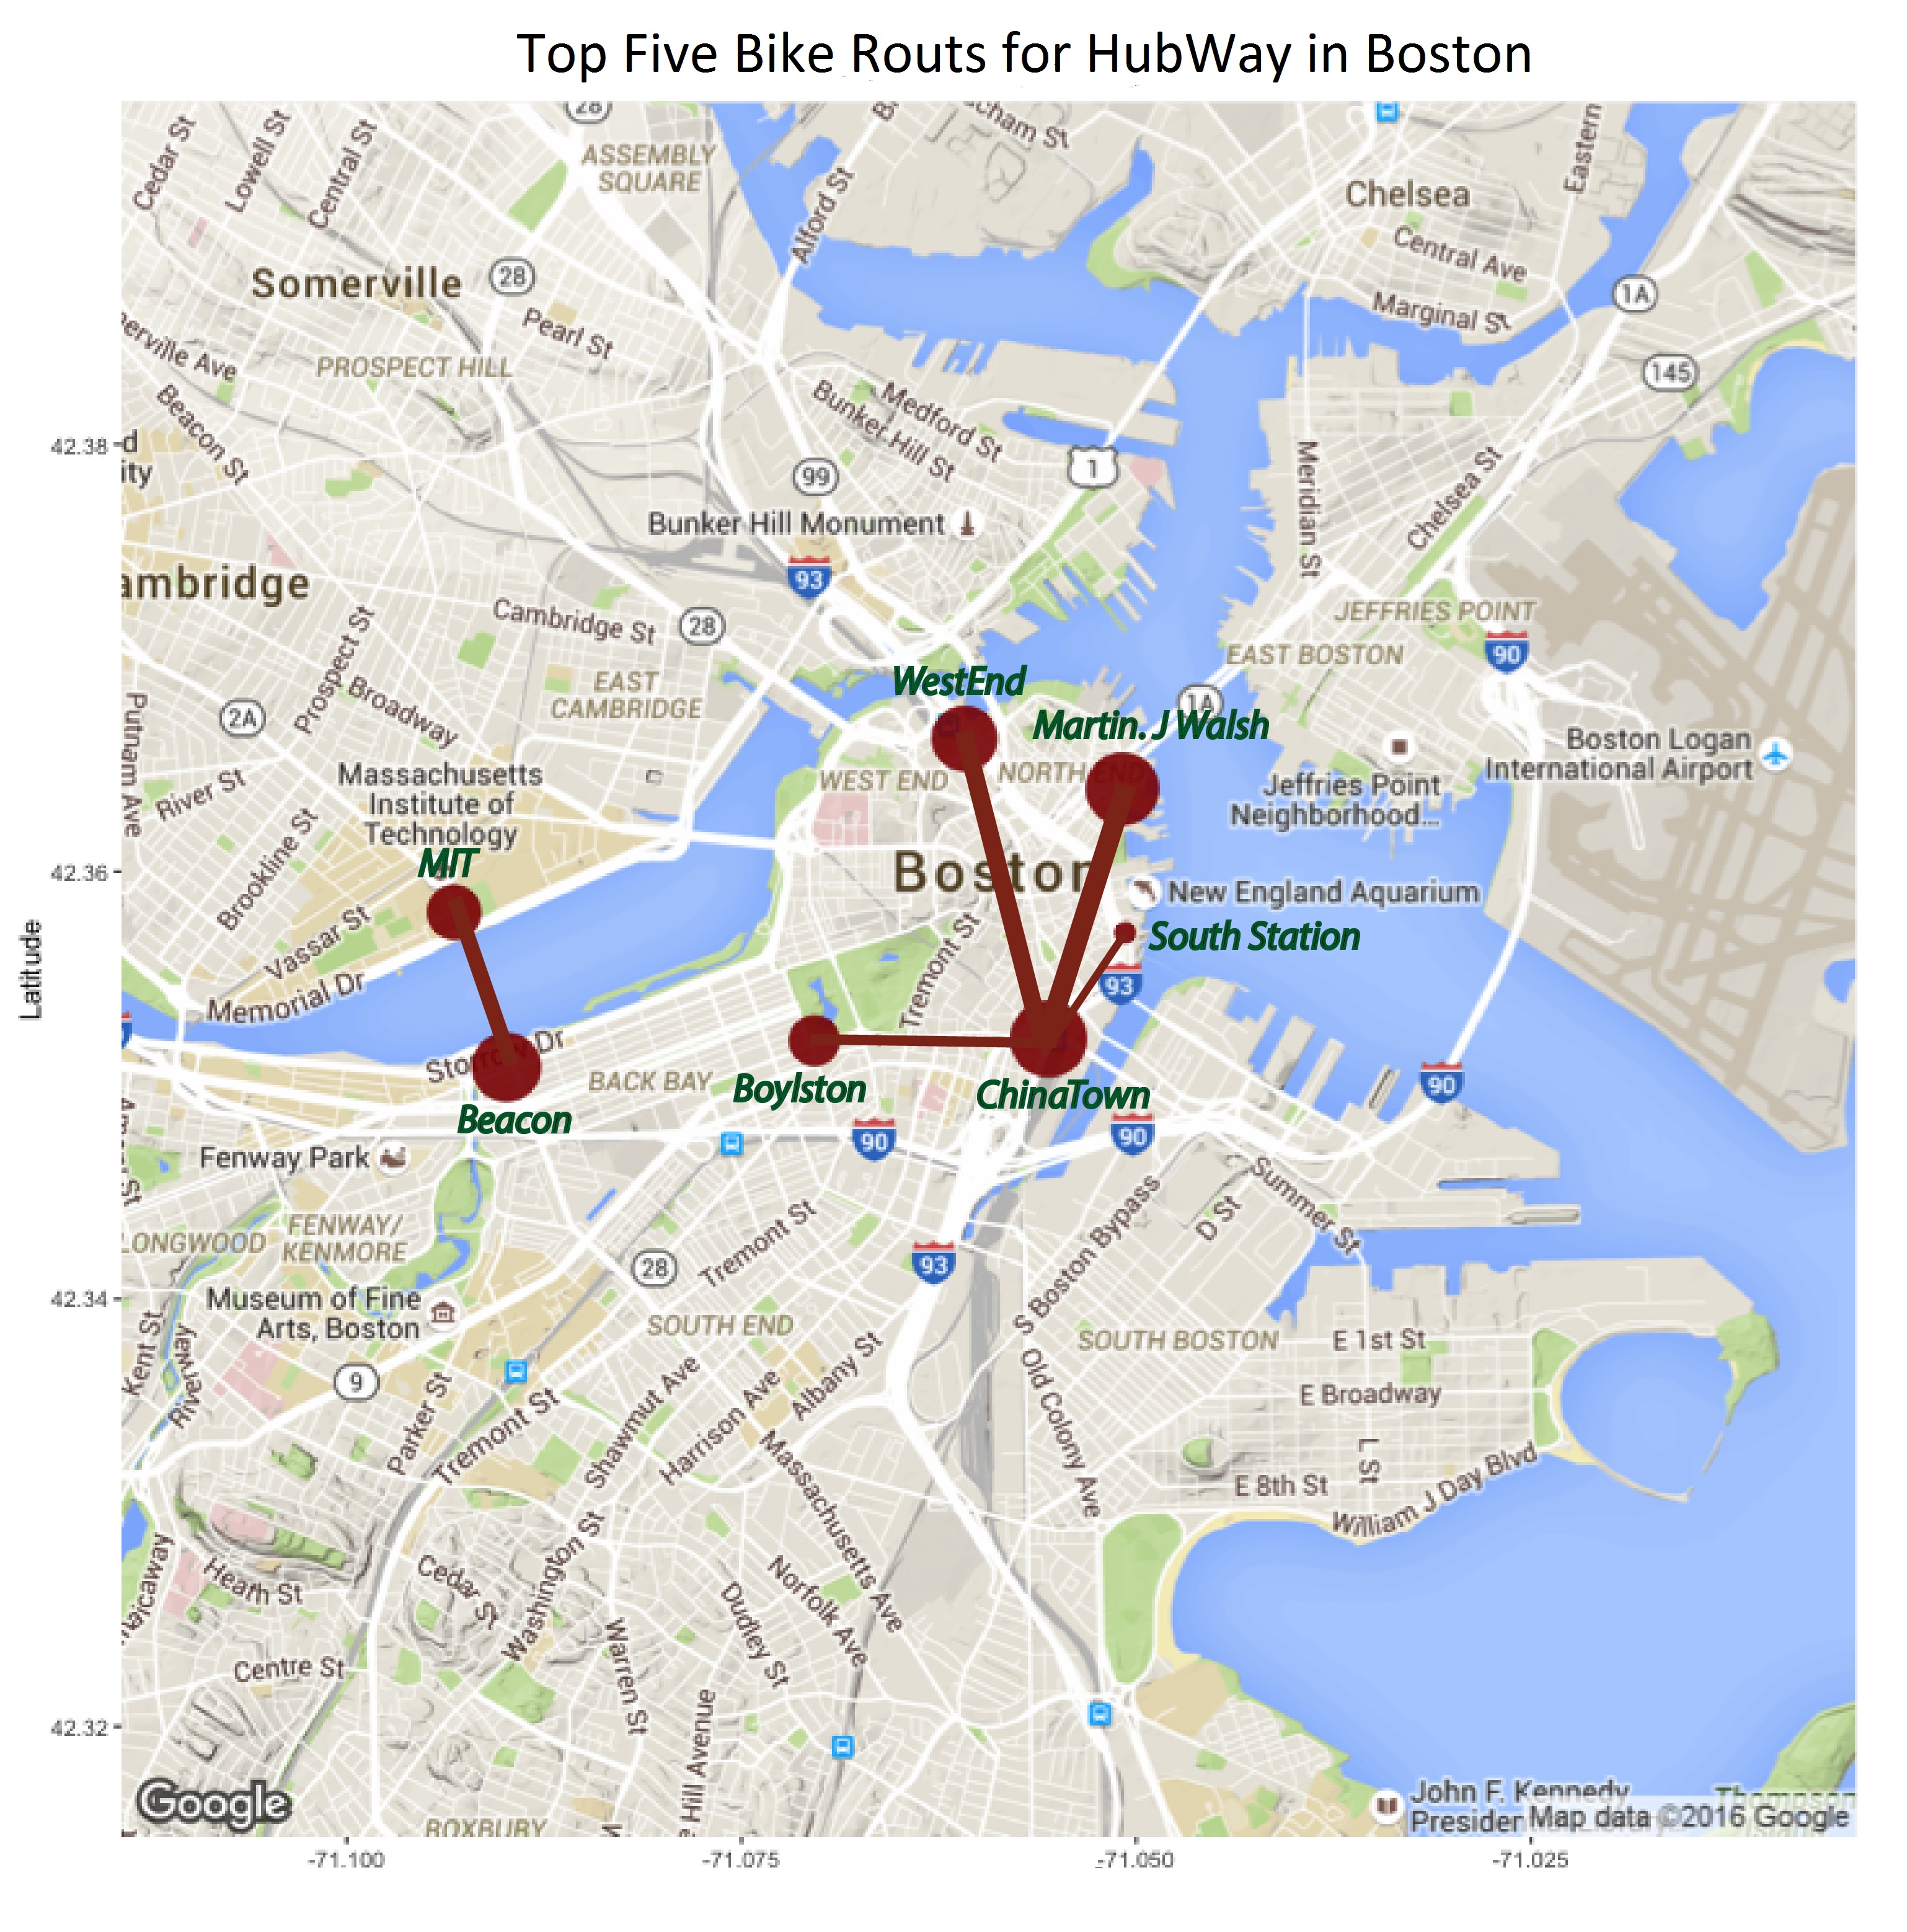 Top Five Bike Routs for HubWay in Boston
28
ASSEMBLY
SQUARE
Cedar St
Lowell St
Central St
Alford St
cham St
Eastern
Chelsea
Central Ave
Marginal St
1A
145
Somerville
28
Pearl St
erville Ave
PROSPECT HILL
Beacon St
Medford St
Bunker Hill St
42.38
d
ity
99
1
Meridian St
Chelsea St
Bunker Hill Monument
93
ambridge
Cambridge St
28
JEFFRIES POINT
EAST BOSTON
90
Prospect St
Broadway
EAST
CAMBRIDGE
WestEnd
2A
1A
Martin. J Walsh
Putnam Ave
River St
Massachusetts
Institute of
Technology
WEST END
NORTH END
Boston Logan
International Airport
Jeffries Point
Neighborhood...
Brookline St
MIT
42.36
Boston
New England Aquarium
Latitude
Vassar St
Tremont St
South Station
Memorial Dr
93
Storrow Dr
BACK BAY
Boylston
ChinaTown
90
Beacon
90
90
Fenway Park
Summer St
D St
S Boston Bypass
LONGWOOD
FENWAY/
KENMORE
Tremont St
28
93
42.34
Museum of Fine
Arts, Boston
SOUTH END
SOUTH BOSTON
E 1st St
Kent St
Riverway
9
Parker St
Tremont St
Shawmut Ave
Harrison Ave
Albany St
Old Colony Ave
E Broadway
L St
E 8th St
William J Day Blvd
Massachusetts Ave
Heath St
Cedar St
Washington St
Norfolk Ave
Dudley St
Warren St
Centre St
42.32
e Hill Avenue
Google
ROXBURY
John F. Kennedy
Presiden
Map data ©2016 Google
-71.100
-71.075
-71.050
-71.025